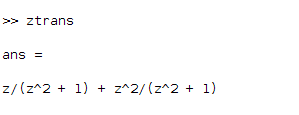 >> ztrans
ans =
z/(z^2 + 1) + z^2/(z^2 + 1)